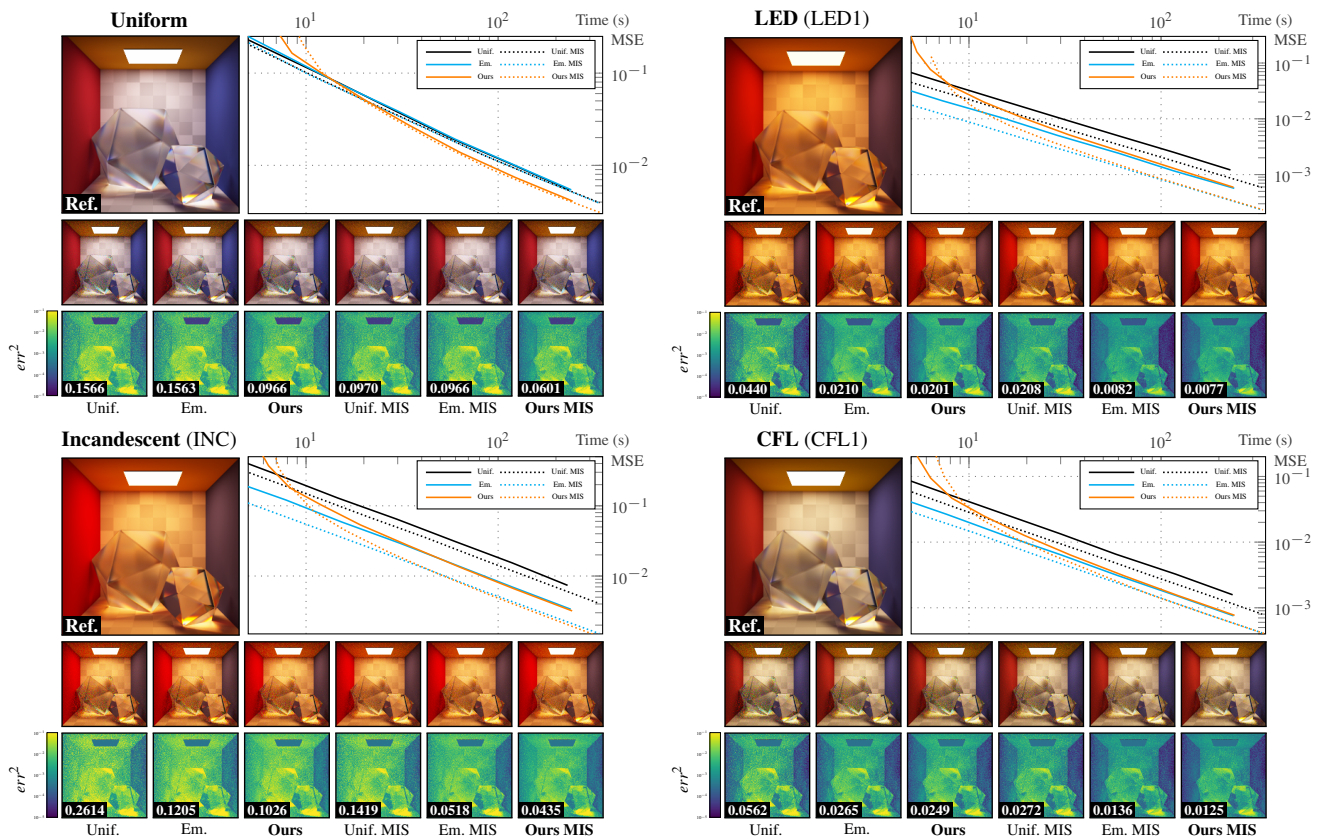 Uniform
10^1 10^2 Time (s)
MSE
Unif. Unif. MIS
Em. Em. MIS
Ours Ours MIS
10^-1
10^-2
Ref.
err^2
0.1566 0.1563 0.0966 0.0970 0.0966 0.0601
Unif. Em. Ours Unif. MIS Em. MIS Ours MIS
LED (LED1)
10^1 10^2 Time (s)
MSE
Unif. Unif. MIS
Em. Em. MIS
Ours Ours MIS
10^-1
10^-2
10^-3
Ref.
err^2
0.0440 0.0210 0.0201 0.0208 0.0082 0.0077
Unif. Em. Ours Unif. MIS Em. MIS Ours MIS
Incandescent (INC)
10^1 10^2 Time (s)
MSE
Unif. Unif. MIS
Em. Em. MIS
Ours Ours MIS
10^-1
10^-2
Ref.
err^2
0.2614 0.1205 0.1026 0.1419 0.0518 0.0435
Unif. Em. Ours Unif. MIS Em. MIS Ours MIS
CFL (CFL1)
10^1 10^2 Time (s)
MSE
Unif. Unif. MIS
Em. Em. MIS
Ours Ours MIS
10^-1
10^-2
10^-3
Ref.
err^2
0.0562 0.0265 0.0249 0.0272 0.0136 0.0125
Unif. Em. Ours Unif. MIS Em. MIS Ours MIS